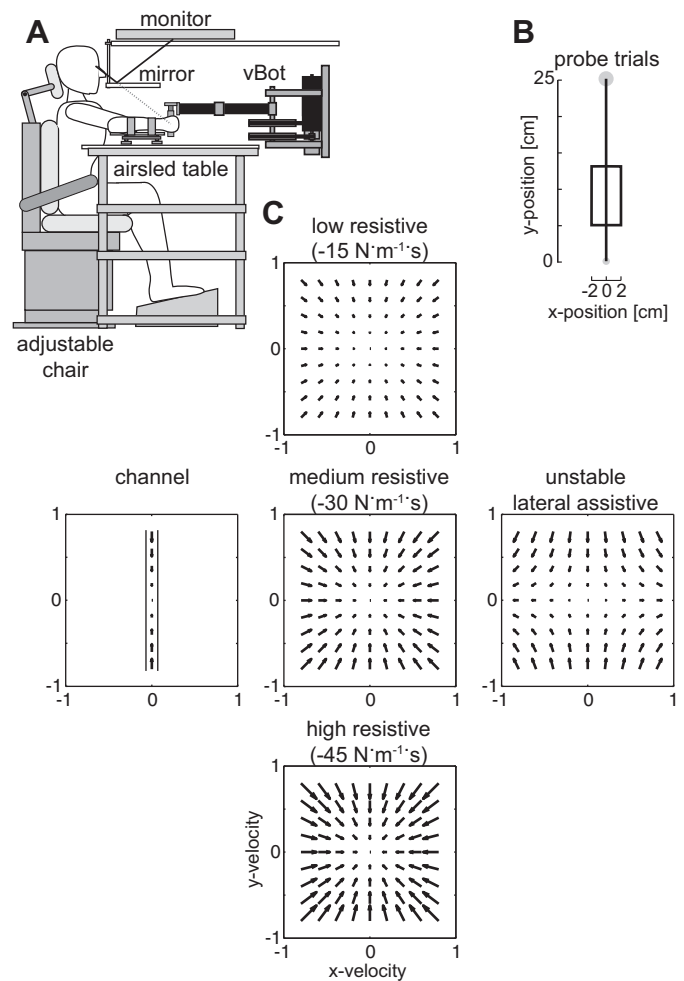 A
monitor
mirror
vBot
airsled table
adjustable
chair
B
probe trials
25
0
y-position [cm]
-2 0 2
x-position [cm]
C
low resistive
(-15 N·m⁻¹·s)
1
0
-1
-1 0 1
channel
1
0
-1
-1 0 1
medium resistive
(-30 N·m⁻¹·s)
1
0
-1
-1 0 1
unstable
lateral assistive
1
0
-1
-1 0 1
high resistive
(-45 N·m⁻¹·s)
1
0
-1
y-velocity
-1 0 1
x-velocity